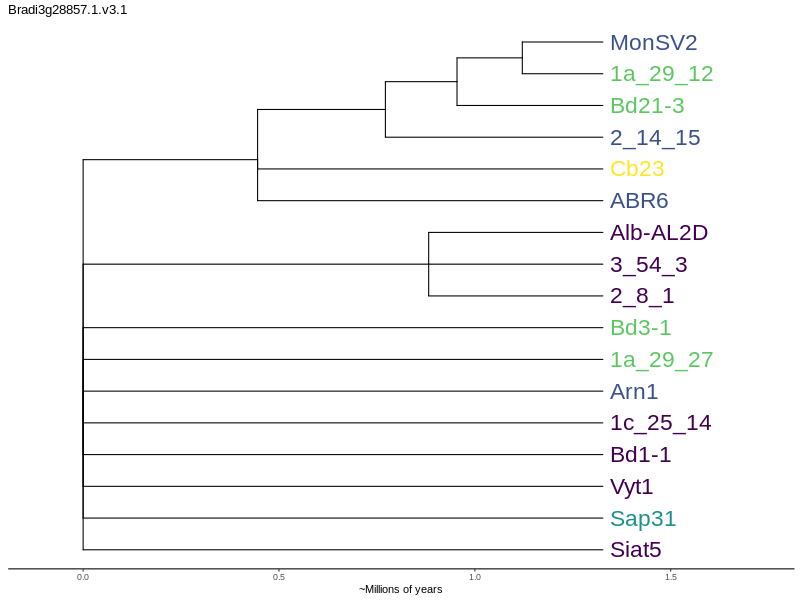 Bradi3g28857.1.v3.1
MonSV2
1a_29_12
Bd21-3
2_14_15
Cb23
ABR6
Alb-AL2D
3_54_3
2_8_1
Bd3-1
1a_29_27
Arn1
1c_25_14
Bd1-1
Vyt1
Sap31
Siat5
0.0 0.5 1.0 1.5
~Millions of years